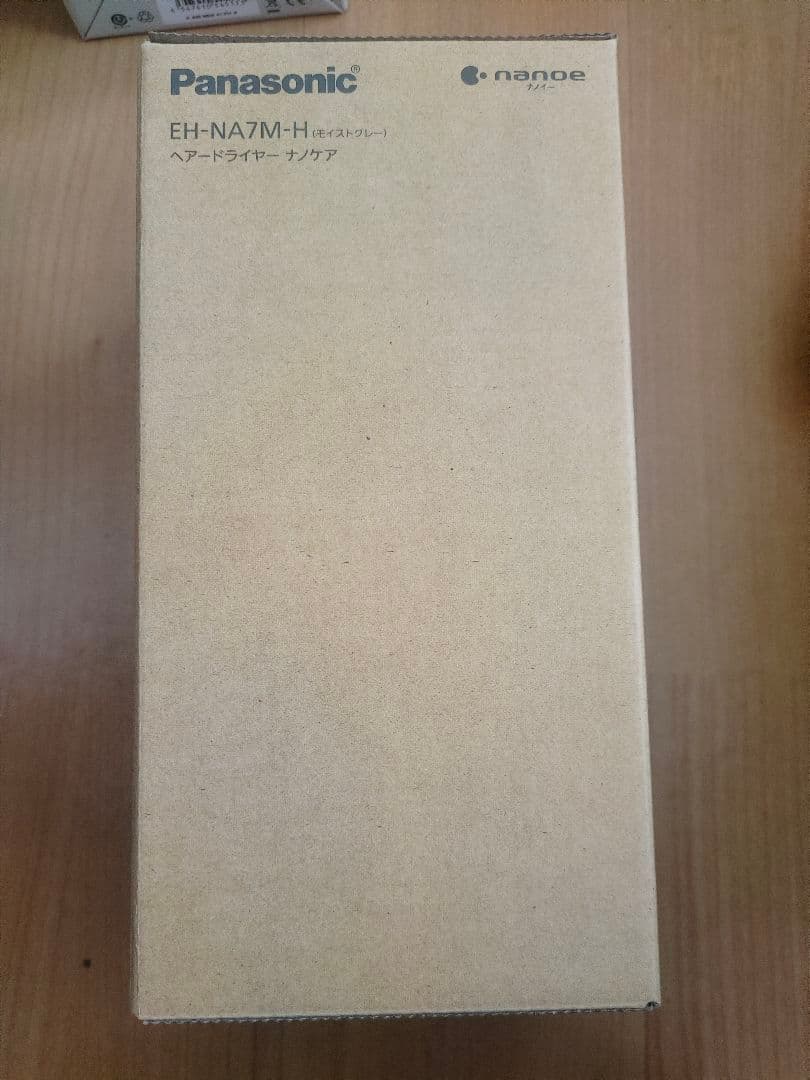 Panasonic®
nanoe
ナノイー
EH-NA7M-H (モイストグレー)
ヘアードライヤー ナノケア